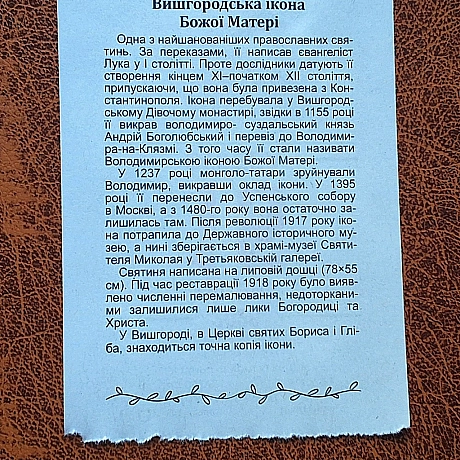 Вишгородська ікона
Божої Матері
Одна з найшанованіших православних свя-
тинь. За переказами, її написав євангеліст
Лука у I столітті. Проте дослідники датують її
створення кінцем XI–початком XII століття,
припускаючи, що вона була привезена з Кон-
стантинополя. Ікона перебувала у Вишгород-
ському Дівочому монастирі, звідки в 1155 році
її викрав володимиро- суздальський князь
Андрій Боголюбський і перевіз до Володими-
ра-на-Клязмі. З того часу її стали називати
Володимирською іконою Божої Матері.
У 1237 році монголо-татари зруйнували
Володимир, викравши оклад ікони. У 1395
році її перенесли до Успенського собору
в Москві, а з 1480-го року вона остаточно за-
лишилась там. Після революції 1917 року іко-
на потрапила до Державного історичного му-
зею, а нині зберігається в храмі-музеї Святи-
теля Миколая у Третьяковській галереї.
Святиня написана на липовій дошці (78×55
см). Під час реставрації 1918 року було вияв-
лено численні перемалювання, недоторкани-
ми залишилися лише лики Богородиці та
Христа.
У Вишгороді, в Церкві святих Бориса і Глі-
ба, знаходиться точна копія ікони.